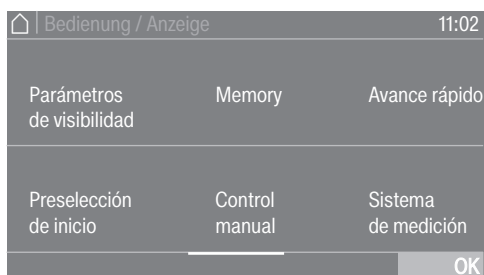 Bedienung / Anzeige 11:02
Parámetros
de visibilidad
Memory
Avance rápido
Preselección
de inicio
Control
manual
Sistema
de medición
OK